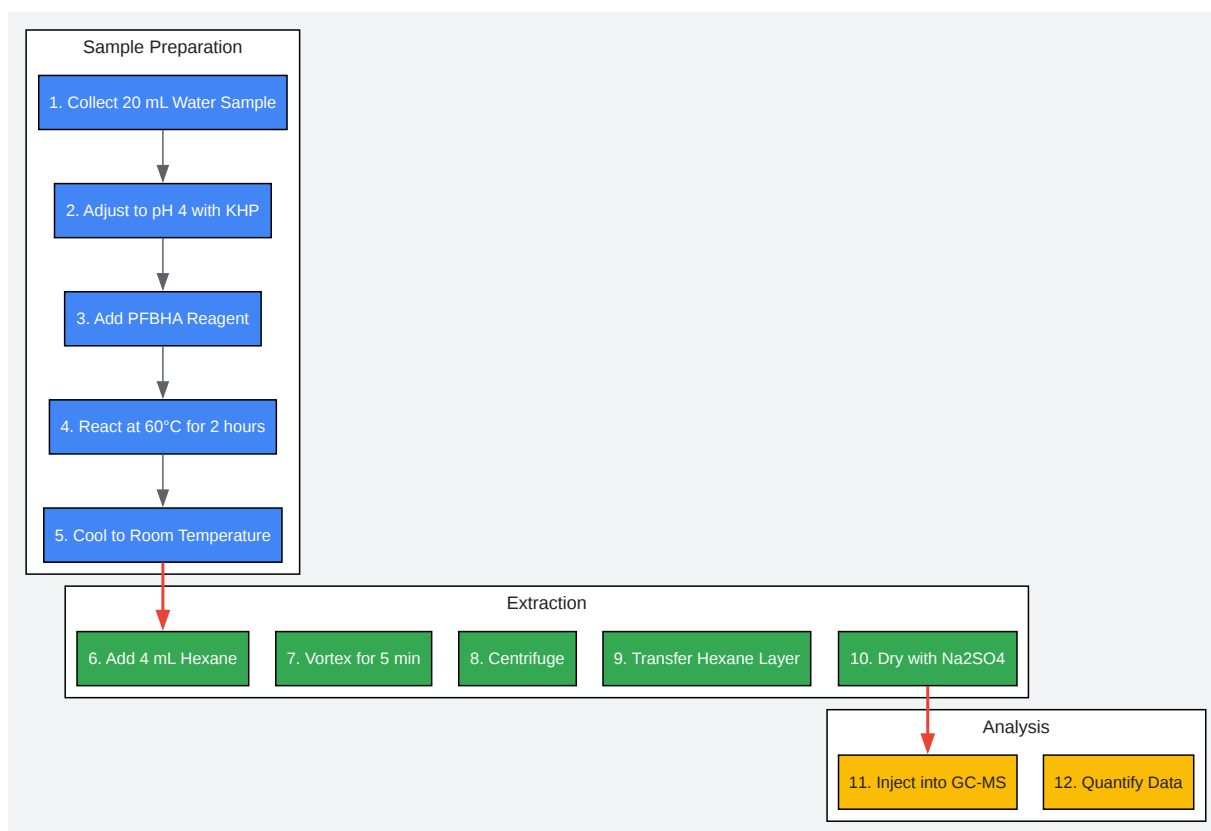 Sample Preparation
1. Collect 20 mL Water Sample
2. Adjust to pH 4 with KHP
3. Add PFBHA Reagent
4. React at 60°C for 2 hours
5. Cool to Room Temperature
Extraction
6. Add 4 mL Hexane
7. Vortex for 5 min
8. Centrifuge
9. Transfer Hexane Layer
10. Dry with Na2SO4
Analysis
11. Inject into GC-MS
12. Quantify Data